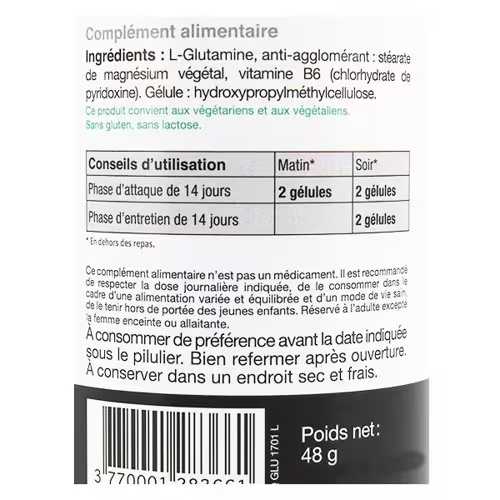 Complément alimentaire
Ingrédients : L-Glutamine, anti-agglomérant : stéarate
de magnésium végétal, vitamine B6 (chlorhydrate de
pyridoxine). Gélule : hydroxypropylméthylcellulose.
Ce produit convient aux végétariens et aux végétaliens.
Sans gluten, sans lactose.
Conseils d'utilisation Matin* Soir*
Phase d'attaque de 14 jours 2 gélules 2 gélules
Phase d'entretien de 14 jours 2 gélules
* En dehors des repas.
Ce complément alimentaire n'est pas un médicament. Il est recommandé
de respecter la dose journalière indiquée, de le consommer dans le
cadre d'une alimentation variée et équilibrée et d'un mode de vie sain,
de le tenir hors de portée des jeunes enfants. Réservé à l'adulte excepté
la femme enceinte ou allaitante.
À consommer de préférence avant la date indiquée
sous le pilulier. Bien refermer après ouverture.
À conserver dans un endroit sec et frais.
GLU 1701 L
Poids net :
48 g
3 770001 383661